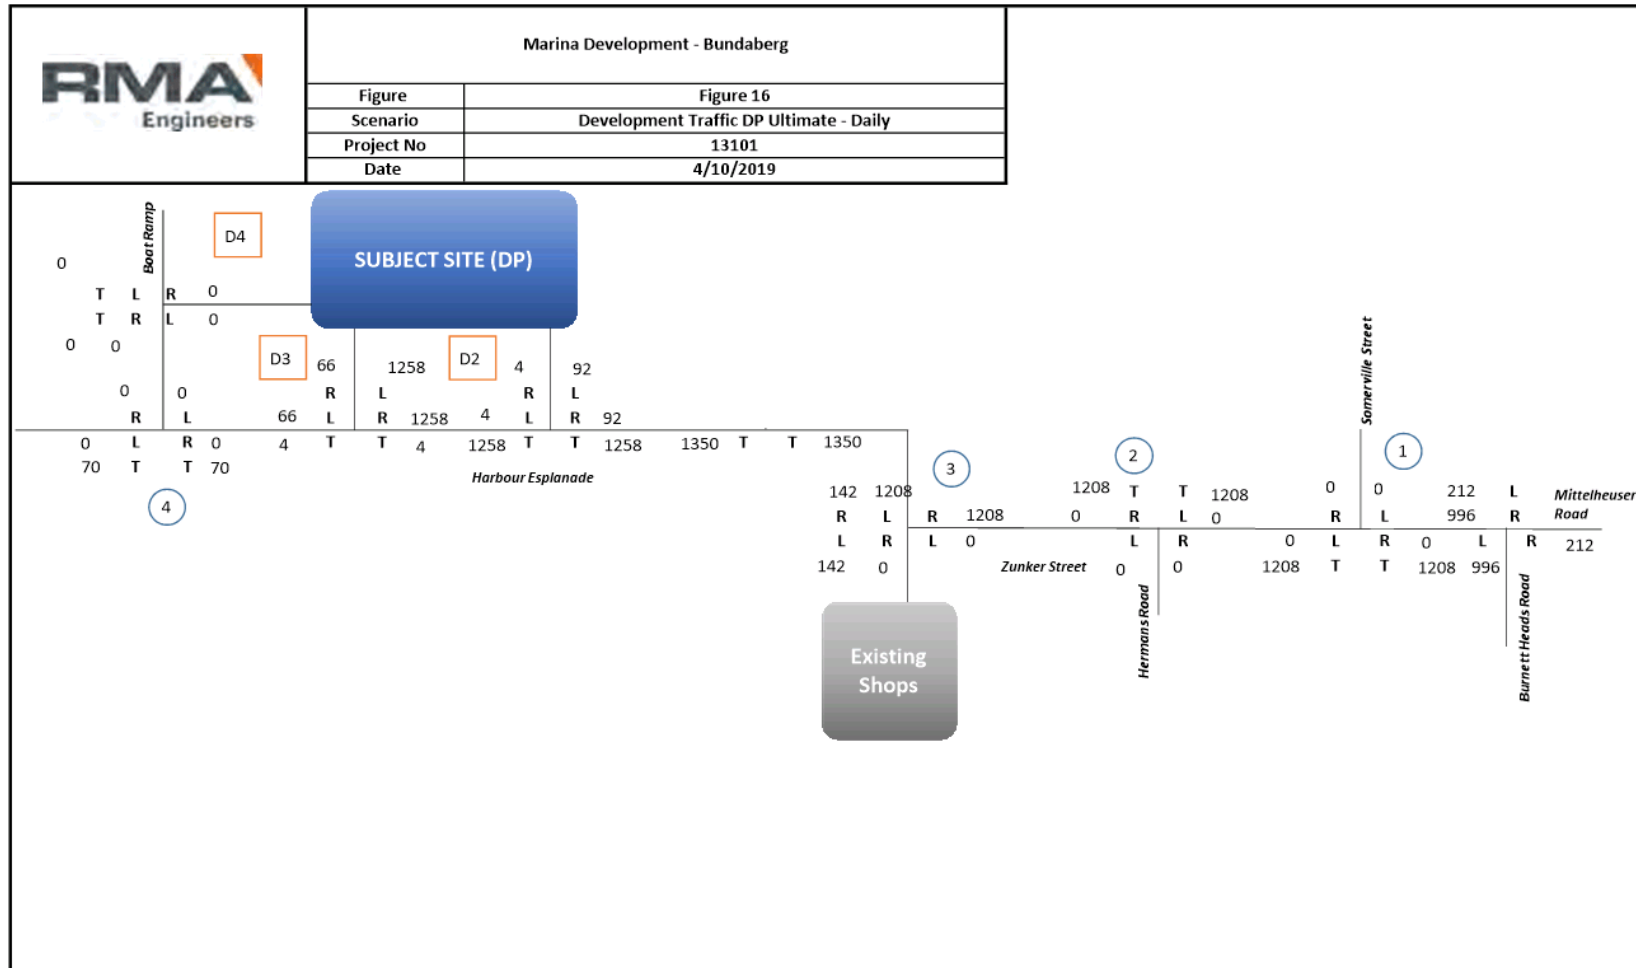 RMA
Engineers
Marina Development - Bundaberg
Figure Figure 16
Scenario Development Traffic DP Ultimate - Daily
Project No 13101
Date 4/10/2019
Boat Ramp
D4
SUBJECT SITE (DP)
0
T L R 0
T R L 0
0 0
D3 66 1258 D2 4 92
0 0 R L R L
R L 66 L R 1258 4 L R 92
0 L R 0 4 T T 4 1258 T T 1258 1350 T T 1350
70 T T 70
Harbour Esplanade
4
Somerville Street
3 2 1
142 1208 1208 T T 1208 0 0 212 L Mittelheuser
R L R 1208 0 R L 0 R L 996 R Road
L R L 0 L R 0 L R 0 L R 212
142 0 Zunker Street 0 0 1208 T T 1208 996
Hermans Road
Burnett Heads Road
Existing
Shops